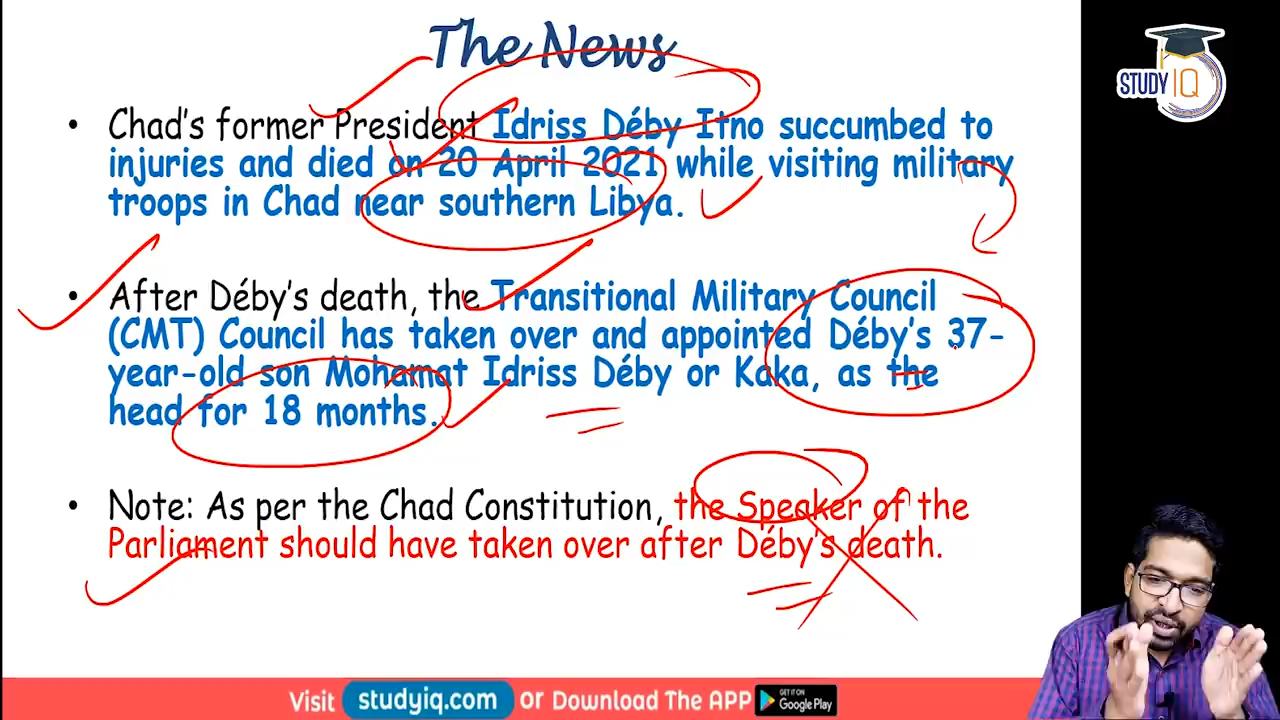 The News
STUDY IQ
• Chad's former President Idriss Déby Itno succumbed to
injuries and died on 20 April 2021 while visiting military
troops in Chad near southern Libya.
• After Déby's death, the Transitional Military Council
(CMT) Council has taken over and appointed Déby's 37-
year-old son Mohamat Idriss Déby or Kaka, as the
head for 18 months.
• Note: As per the Chad Constitution, the Speaker of the
Parliament should have taken over after Déby's death.
Visit studyiq.com or Download The APP GET IT ON Google Play